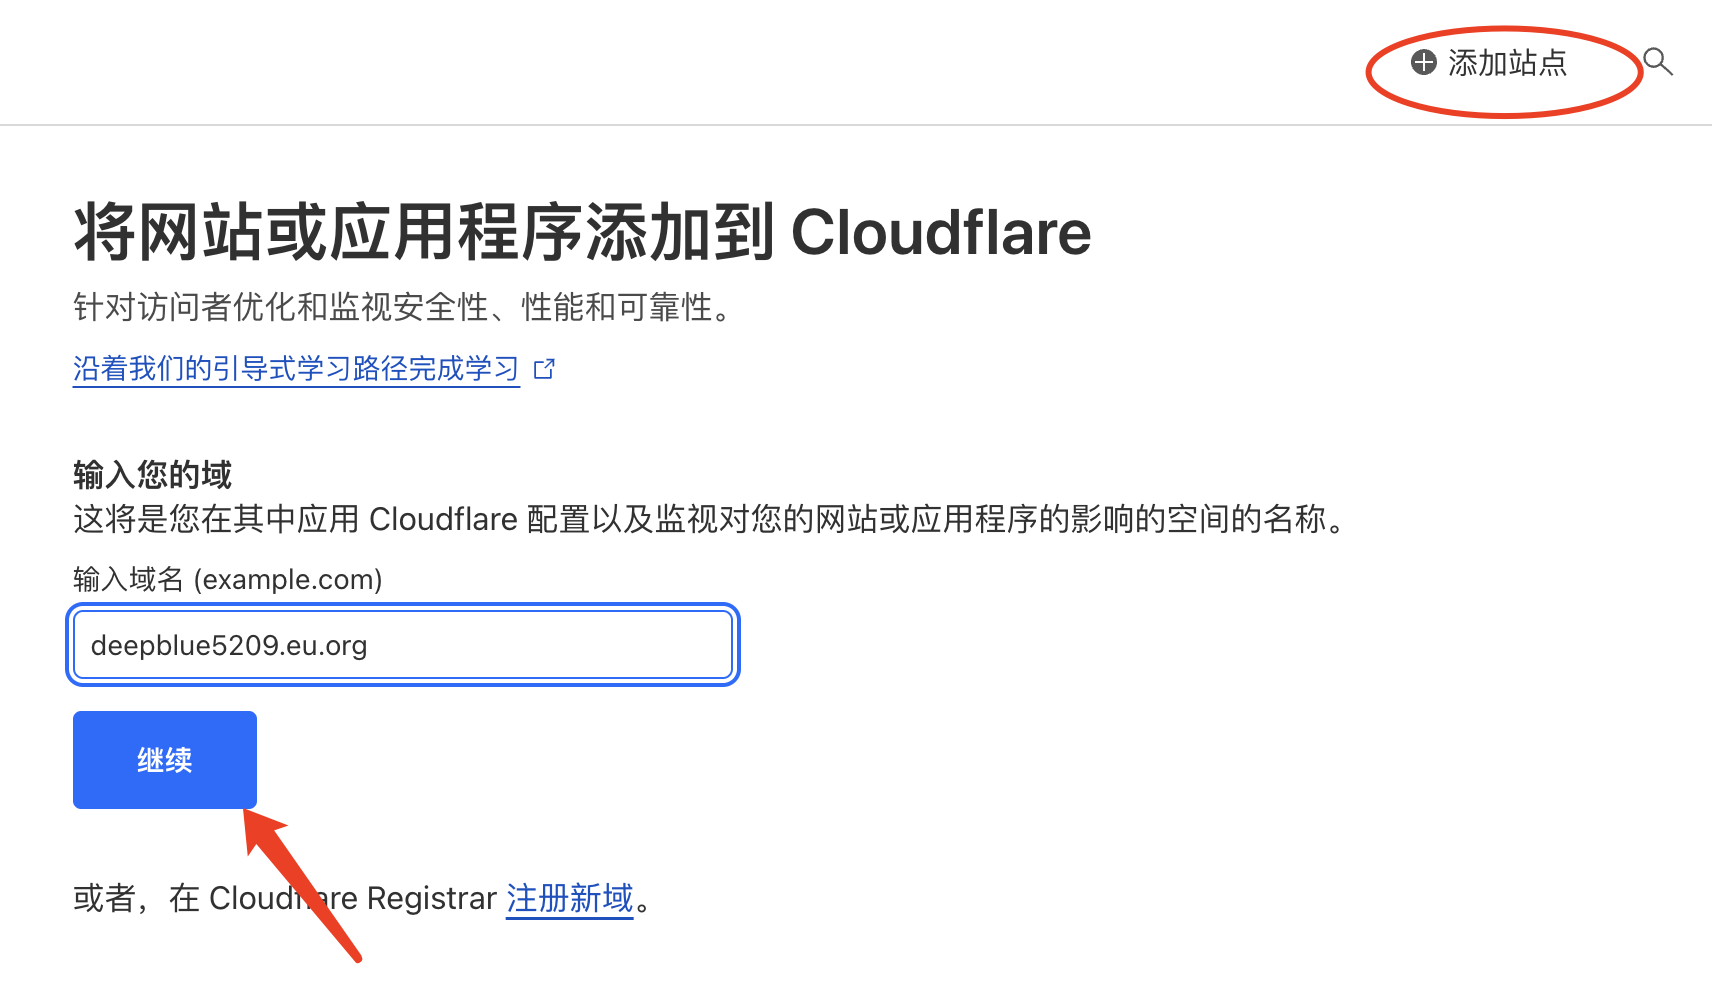 添加站点
将网站或应用程序添加到 Cloudflare
针对访问者优化和监视安全性、性能和可靠性。
沿着我们的引导式学习路径完成学习
输入您的域
这将是您在其中应用 Cloudflare 配置以及监视对您的网站或应用程序的影响的空间的名称。
输入域名 (example.com)
deepblue5209.eu.org
继续
或者，在 Cloudflare Registrar 注册新域。